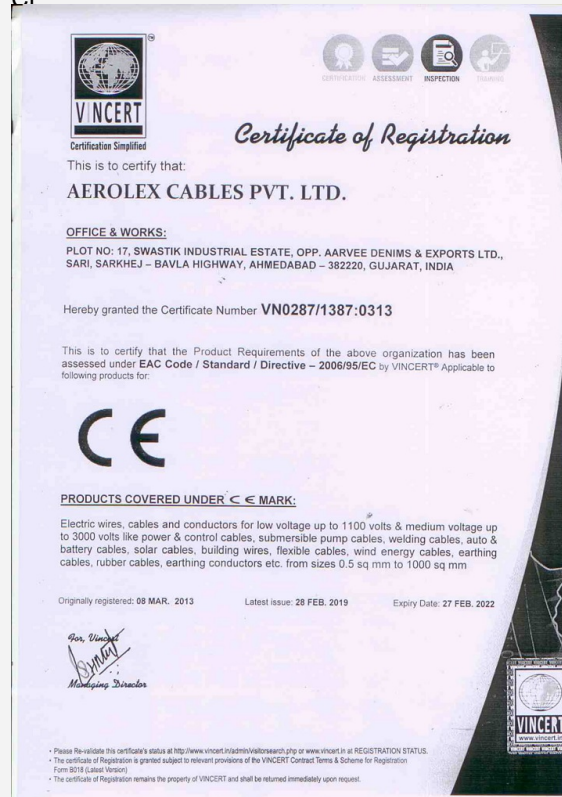 VINCERT
Certification Simplified
CERTIFICATION ASSESSMENT INSPECTION TRAINING
Certificate of Registration
This is to certify that:
AEROLEX CABLES PVT. LTD.
OFFICE & WORKS:
PLOT NO: 17, SWASTIK INDUSTRIAL ESTATE, OPP. AARVEE DENIMS & EXPORTS LTD.,
SARI, SARKHEJ – BAVLA HIGHWAY, AHMEDABAD – 382220, GUJARAT, INDIA
Hereby granted the Certificate Number VN0287/1387:0313
This is to certify that the Product Requirements of the above organization has been
assessed under EAC Code / Standard / Directive – 2006/95/EC by VINCERT® Applicable to
following products for:
CE
PRODUCTS COVERED UNDER C E MARK:
Electric wires, cables and conductors for low voltage up to 1100 volts & medium voltage up
to 3000 volts like power & control cables, submersible pump cables, welding cables, auto &
battery cables, solar cables, building wires, flexible cables, wind energy cables, earthing
cables, rubber cables, earthing conductors etc. from sizes 0.5 sq mm to 1000 sq mm
Originally registered: 08 MAR. 2013 Latest issue: 28 FEB. 2019 Expiry Date: 27 FEB. 2022
For, Vincert
Managing Director
VINCERT
www.vincert.in
• Please Re-validate this certificate's status at http://www.vincert.in/admin/visitorsearch.php or www.vincert.in at REGISTRATION STATUS.
• The certificate of Registration is granted subject to relevant provisions of the VINCERT Contract Terms & Scheme for Registration
Form B018 (Latest Version)
• The certificate of Registration remains the property of VINCERT and shall be returned immediately upon request.